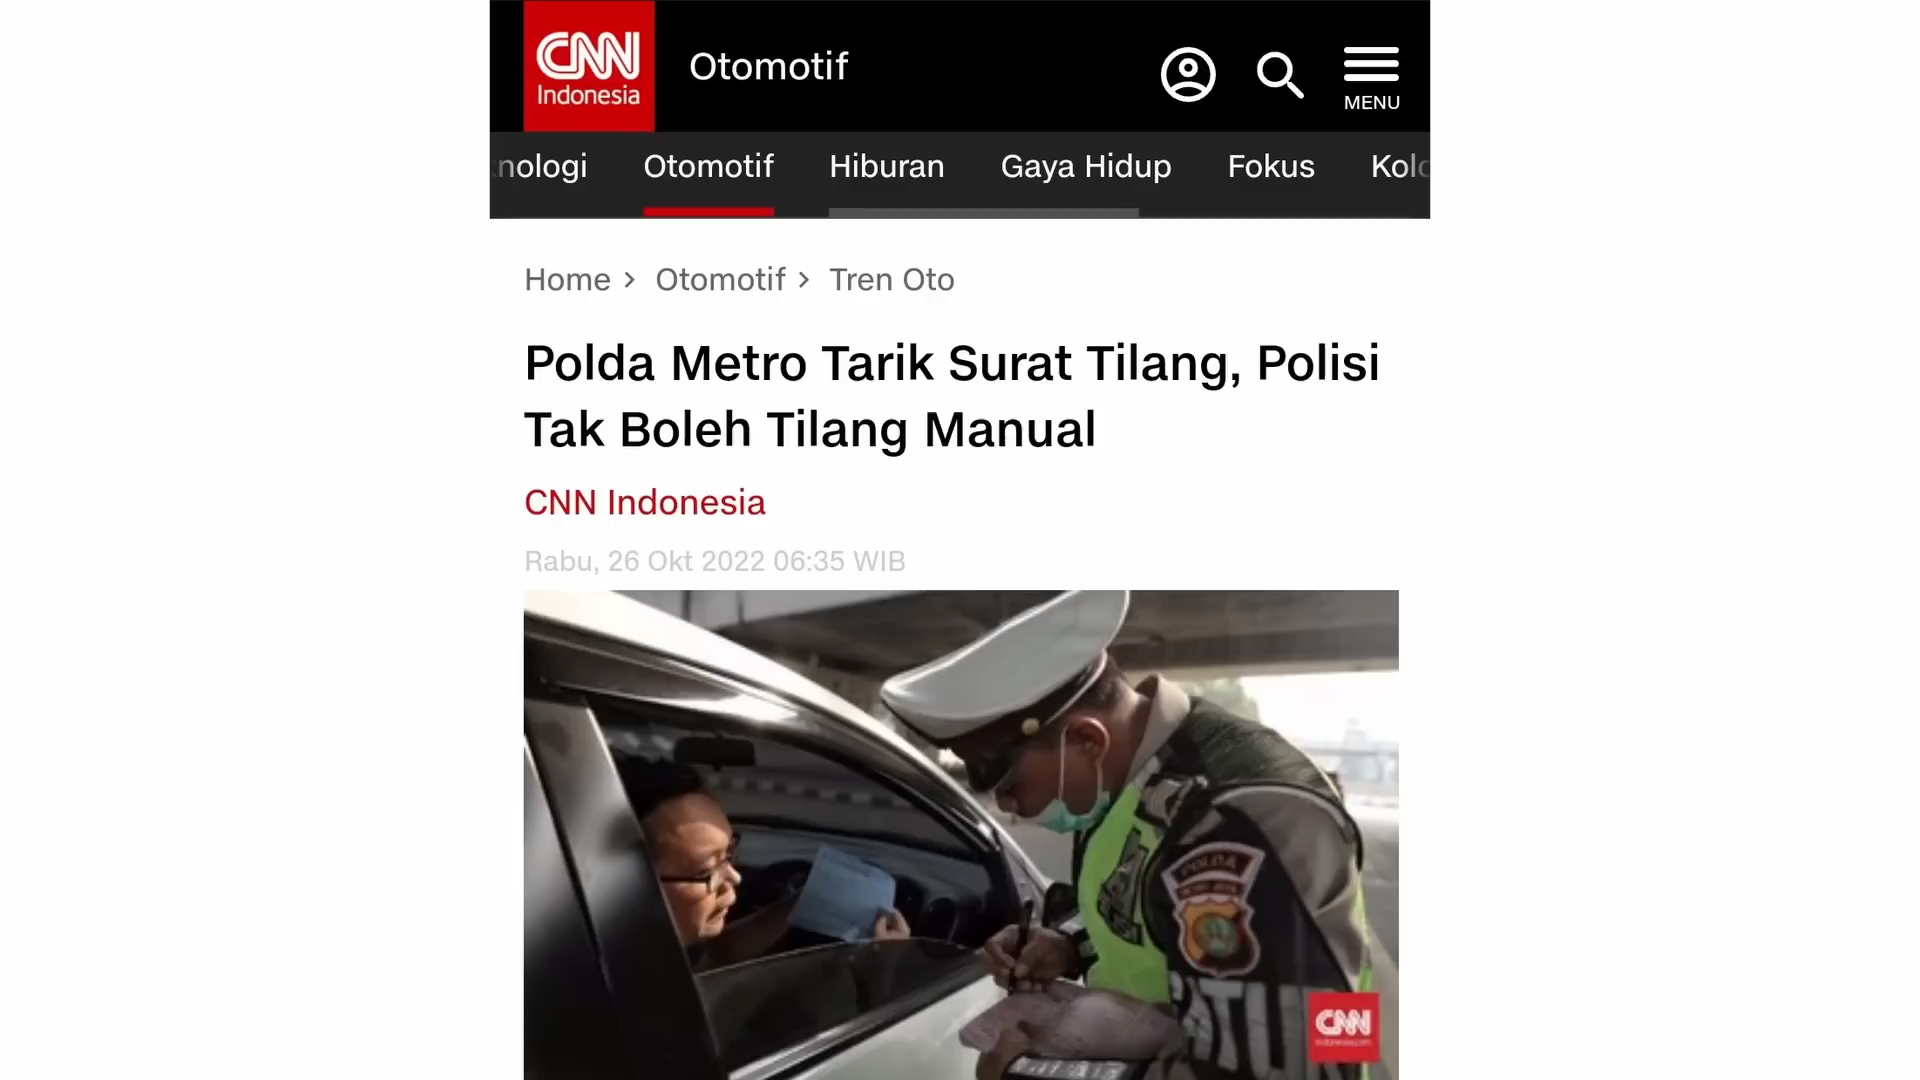 CNN
Indonesia
Otomotif
MENU
Otomotif
Hiburan
Gaya Hidup
Fokus
Home > Otomotif > Tren Oto
Polda Metro Tarik Surat Tilang, Polisi
Tak Boleh Tilang Manual
CNN Indonesia
Rabu, 26 Okt 2022 06:35 WIB
POLDA
CNN